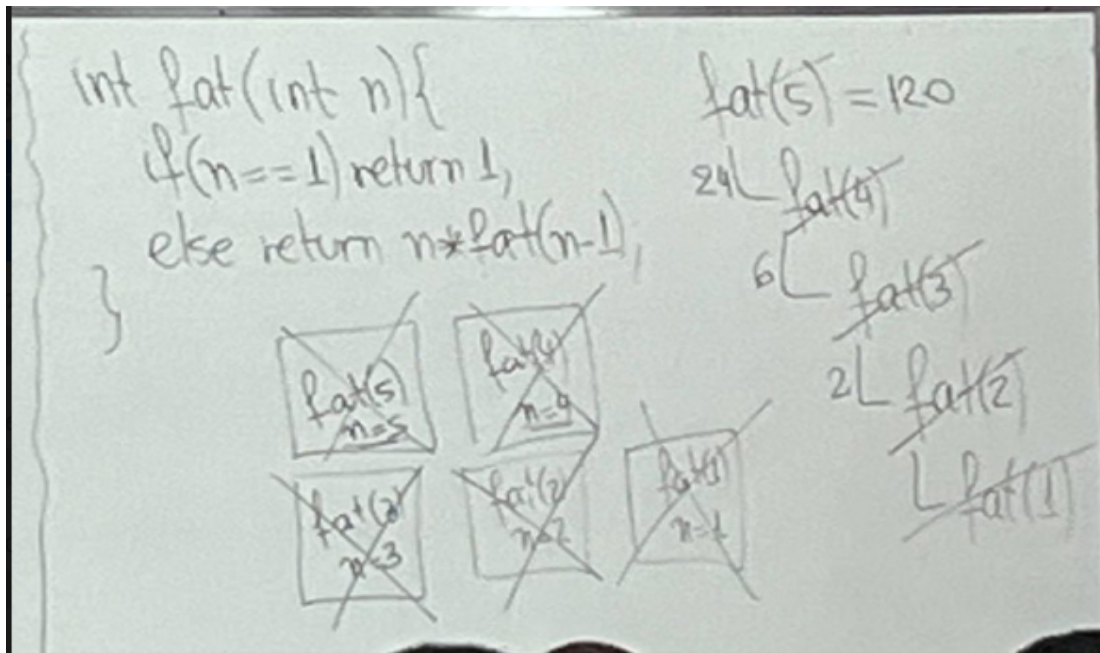 int fat(int n){
if(n==1) return 1;
else return n*fat(n-1);
}
fat(5) = 120
24 fat(4)
6 fat(3)
2 fat(2)
fat(1)
fat(5)
n=5
fat(4)
n=4
fat(3)
n=3
fat(2)
n=2
fat(1)
n=1